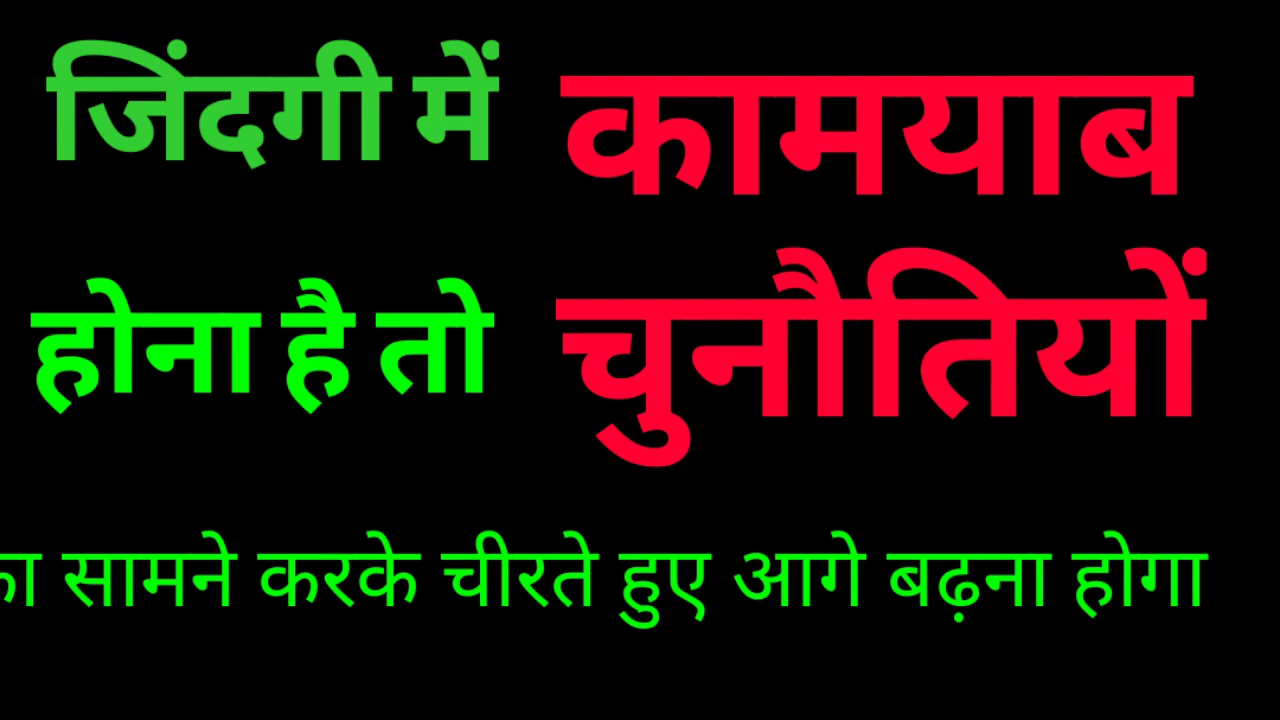 जिंदगी में कामयाब
होना है तो चुनौतियों
का सामने करके चीरते हुए आगे बढ़ना होगा